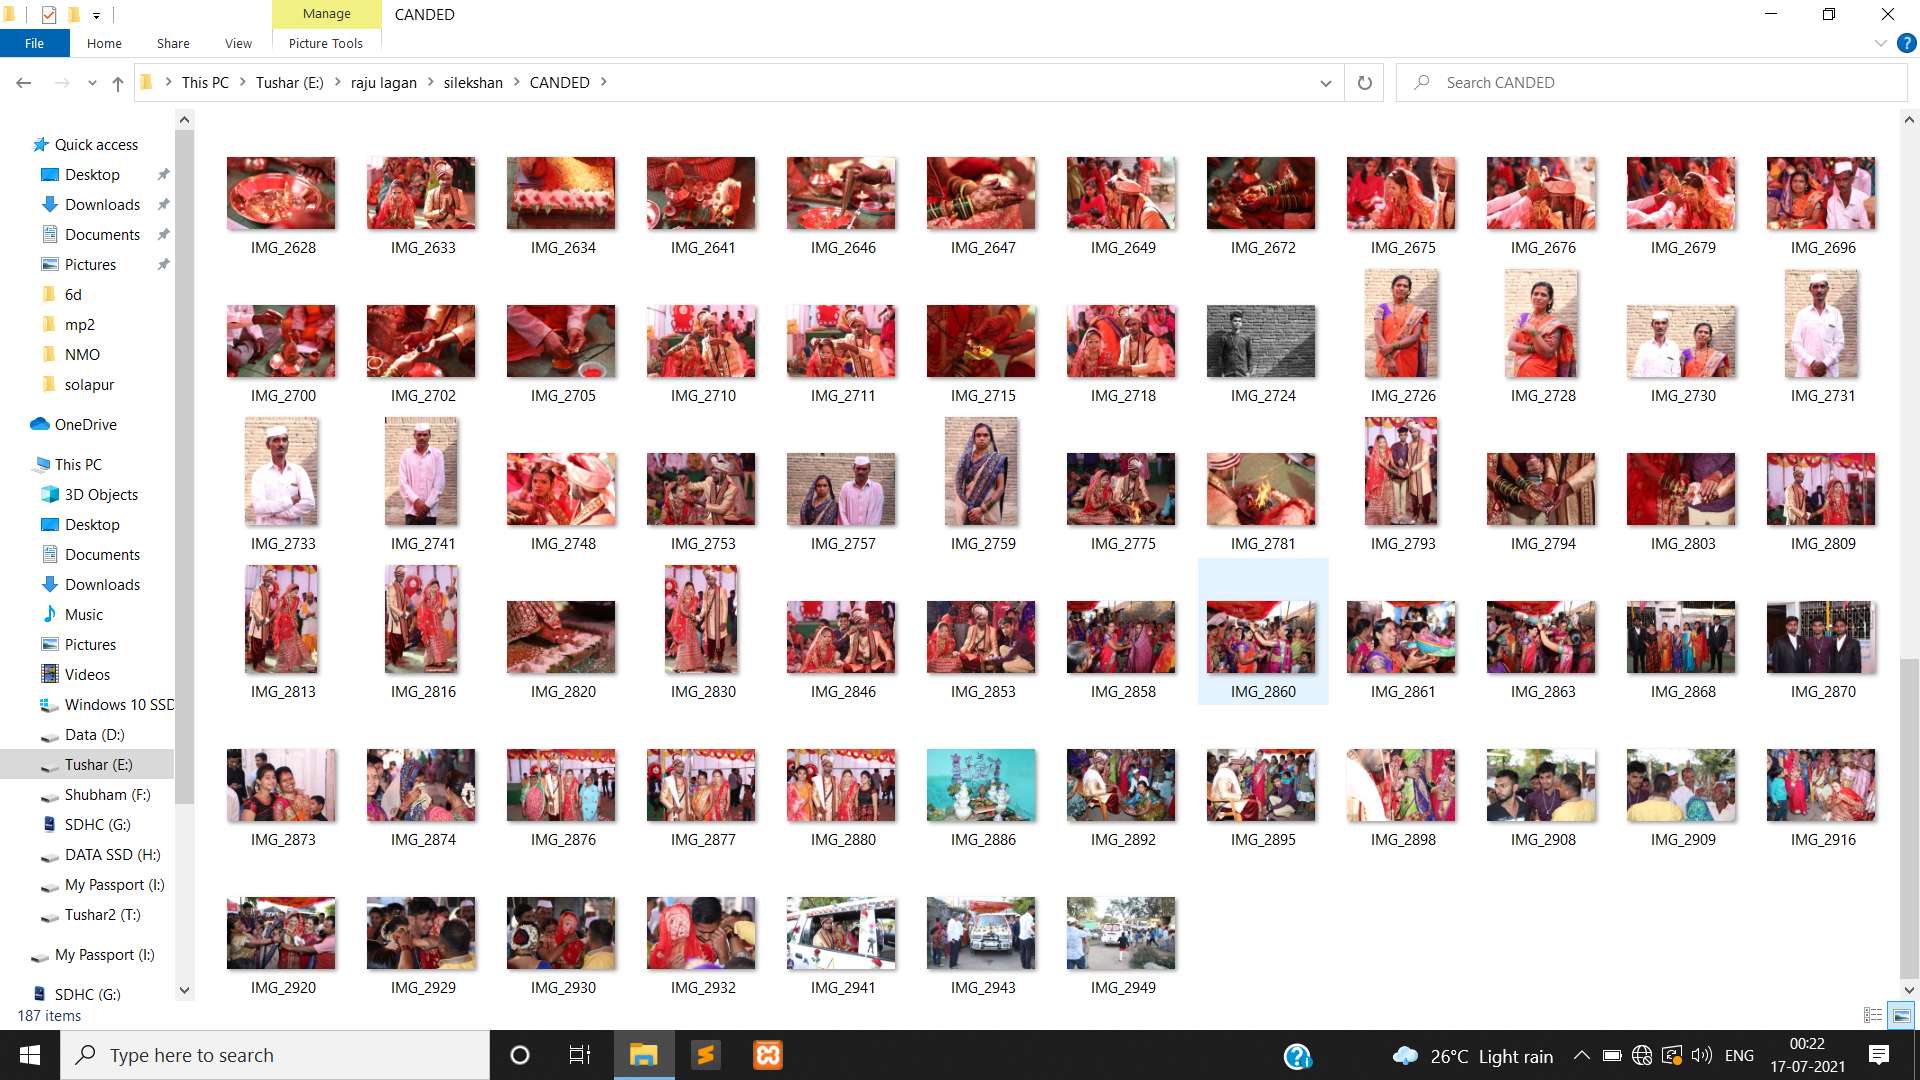 Manage
CANDED
File
Home
Share
View
Picture Tools
This PC
Tushar (E:)
raju lagan
silekshan
CANDED
Search CANDED
Quick access
Desktop
Downloads
Documents
Pictures
6d
mp2
NMO
solapur
OneDrive
This PC
3D Objects
Desktop
Documents
Downloads
Music
Pictures
Videos
Windows 10 SSD
Data (D:)
Tushar (E:)
Shubham (F:)
SDHC (G:)
DATA SSD (H:)
My Passport (I:)
Tushar2 (T:)
My Passport (I:)
SDHC (G:)
IMG_2628 IMG_2633 IMG_2634 IMG_2641 IMG_2646 IMG_2647 IMG_2649 IMG_2672 IMG_2675 IMG_2676 IMG_2679 IMG_2696
IMG_2700 IMG_2702 IMG_2705 IMG_2710 IMG_2711 IMG_2715 IMG_2718 IMG_2724 IMG_2726 IMG_2728 IMG_2730 IMG_2731
IMG_2733 IMG_2741 IMG_2748 IMG_2753 IMG_2757 IMG_2759 IMG_2775 IMG_2781 IMG_2793 IMG_2794 IMG_2803 IMG_2809
IMG_2813 IMG_2816 IMG_2820 IMG_2830 IMG_2846 IMG_2853 IMG_2858 IMG_2860 IMG_2861 IMG_2863 IMG_2868 IMG_2870
IMG_2873 IMG_2874 IMG_2876 IMG_2877 IMG_2880 IMG_2886 IMG_2892 IMG_2895 IMG_2898 IMG_2908 IMG_2909 IMG_2916
IMG_2920 IMG_2929 IMG_2930 IMG_2932 IMG_2941 IMG_2943 IMG_2949
187 items
Type here to search
26°C Light rain
ENG
00:22
17-07-2021